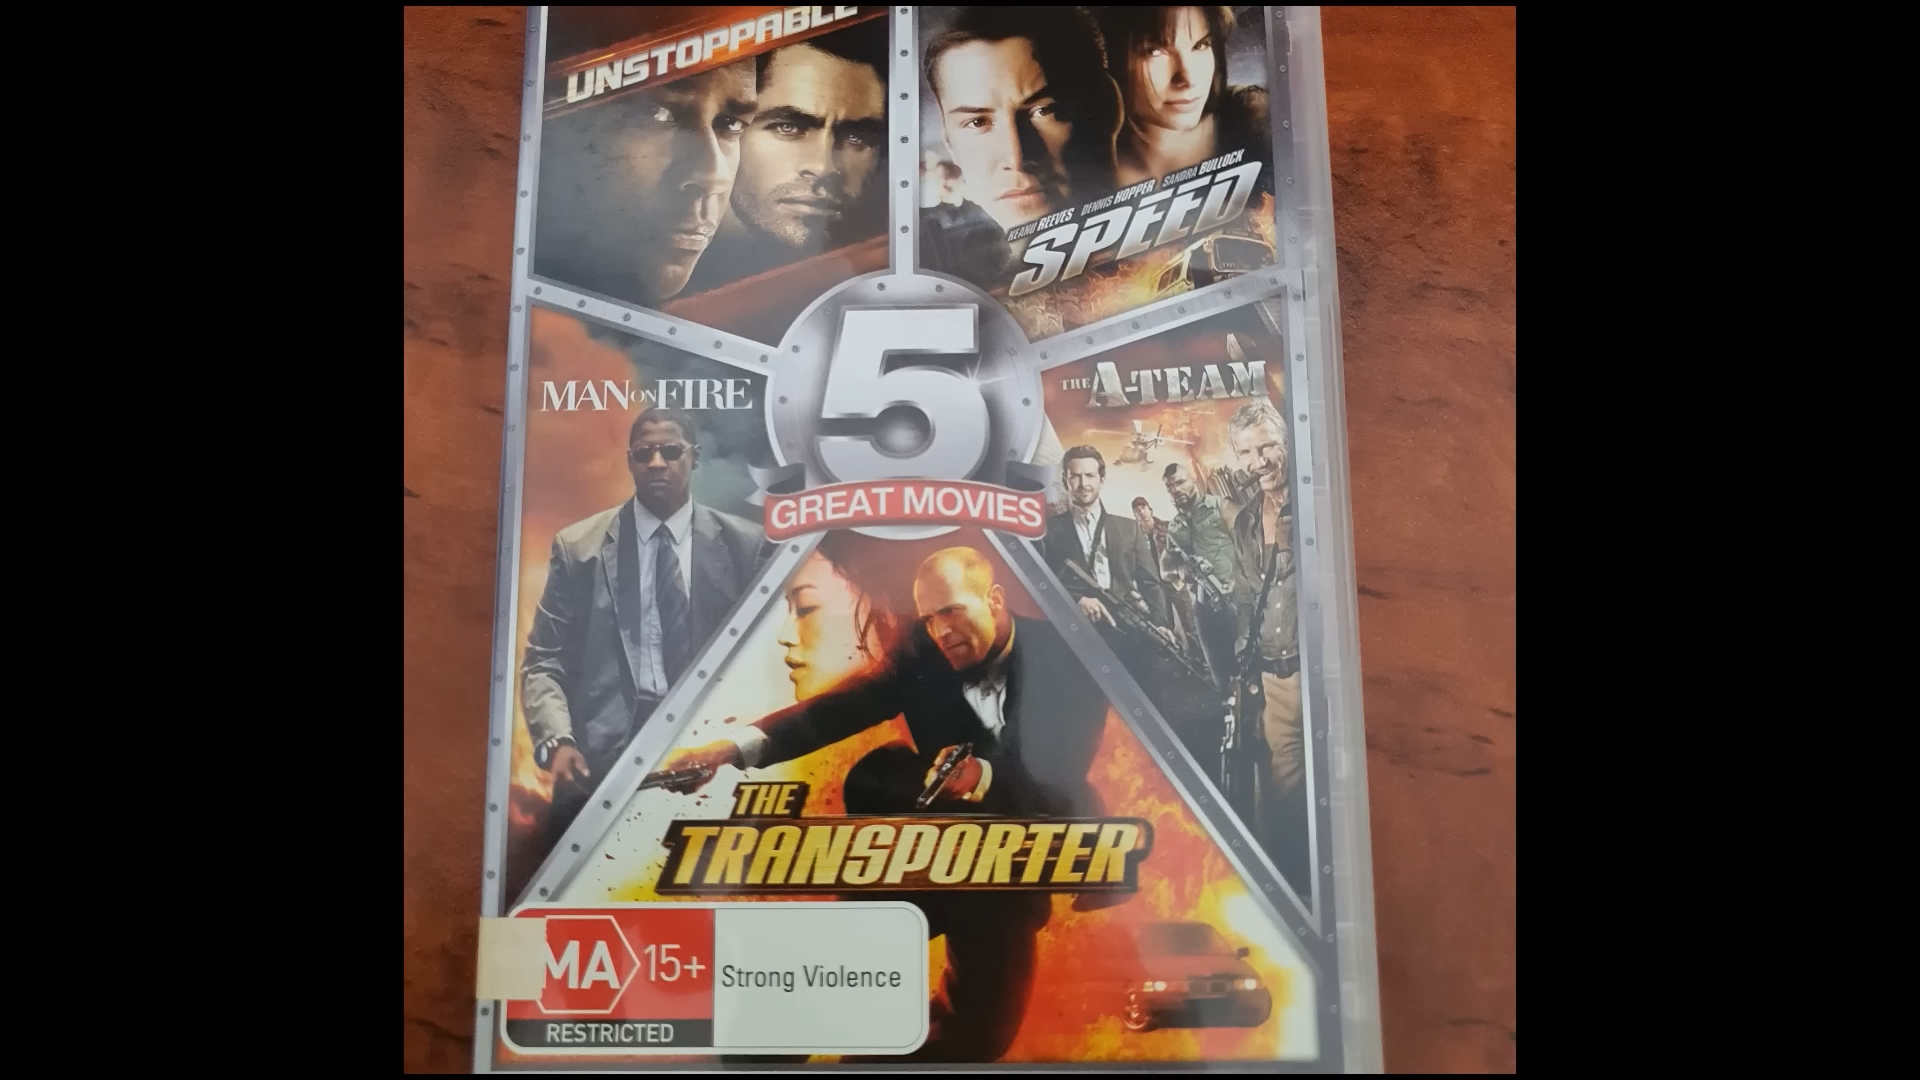 UNSTOPPABLE
KEANU REEVES DENNIS HOPPER SANDRA BULLOCK
SPEED
MAN ON FIRE
5
GREAT MOVIES
THE A-TEAM
THE
TRANSPORTER
MA 15+
RESTRICTED
Strong Violence